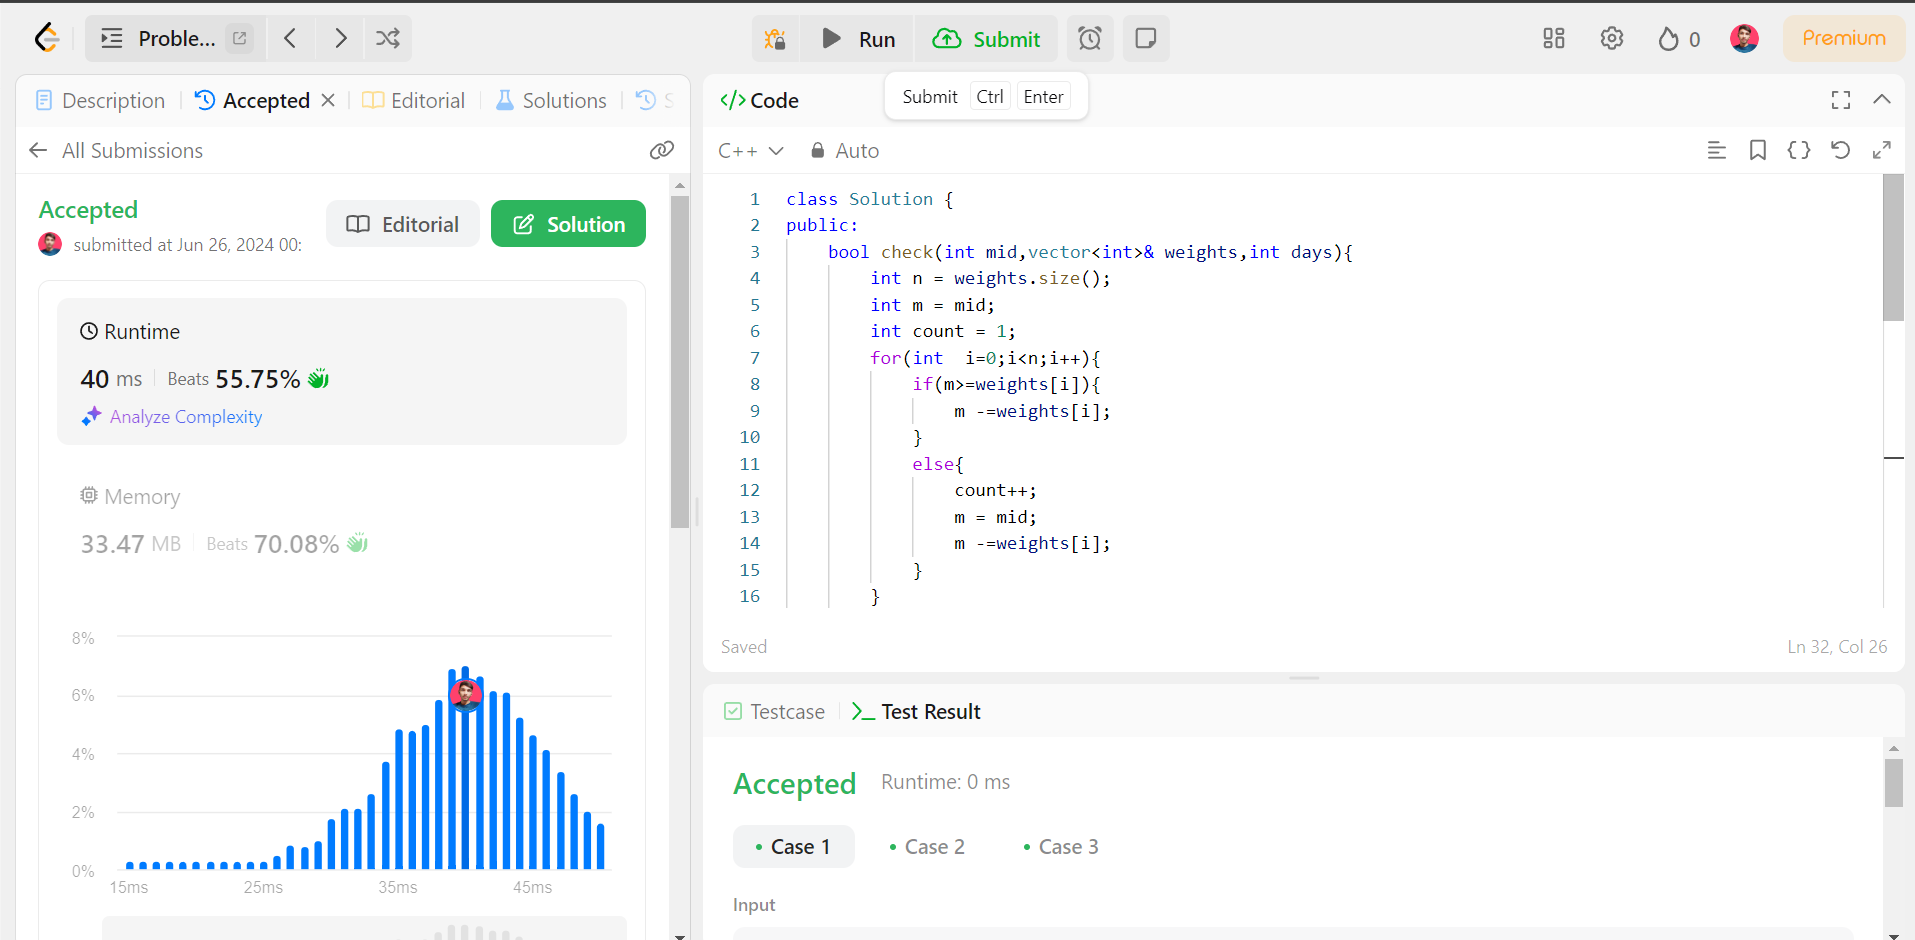 Proble...
Run
Submit
0
Premium
Description
Accepted
Editorial
Solutions
S
All Submissions
Accepted
submitted at Jun 26, 2024 00:
Editorial
Solution
Runtime
40 ms
Beats 55.75%
Analyze Complexity
Memory
33.47 MB
Beats 70.08%
8%
6%
4%
2%
0%
15ms
25ms
35ms
45ms
</> Code
Submit Ctrl Enter
C++
Auto
1 class Solution {
2 public:
3 bool check(int mid,vector<int>& weights,int days){
4 int n = weights.size();
5 int m = mid;
6 int count = 1;
7 for(int  i=0;i<n;i++){
8 if(m>=weights[i]){
9 m -=weights[i];
10 }
11 else{
12 count++;
13 m = mid;
14 m -=weights[i];
15 }
16 }
Saved
Ln 32, Col 26
Testcase
Test Result
Accepted
Runtime: 0 ms
• Case 1
• Case 2
• Case 3
Input